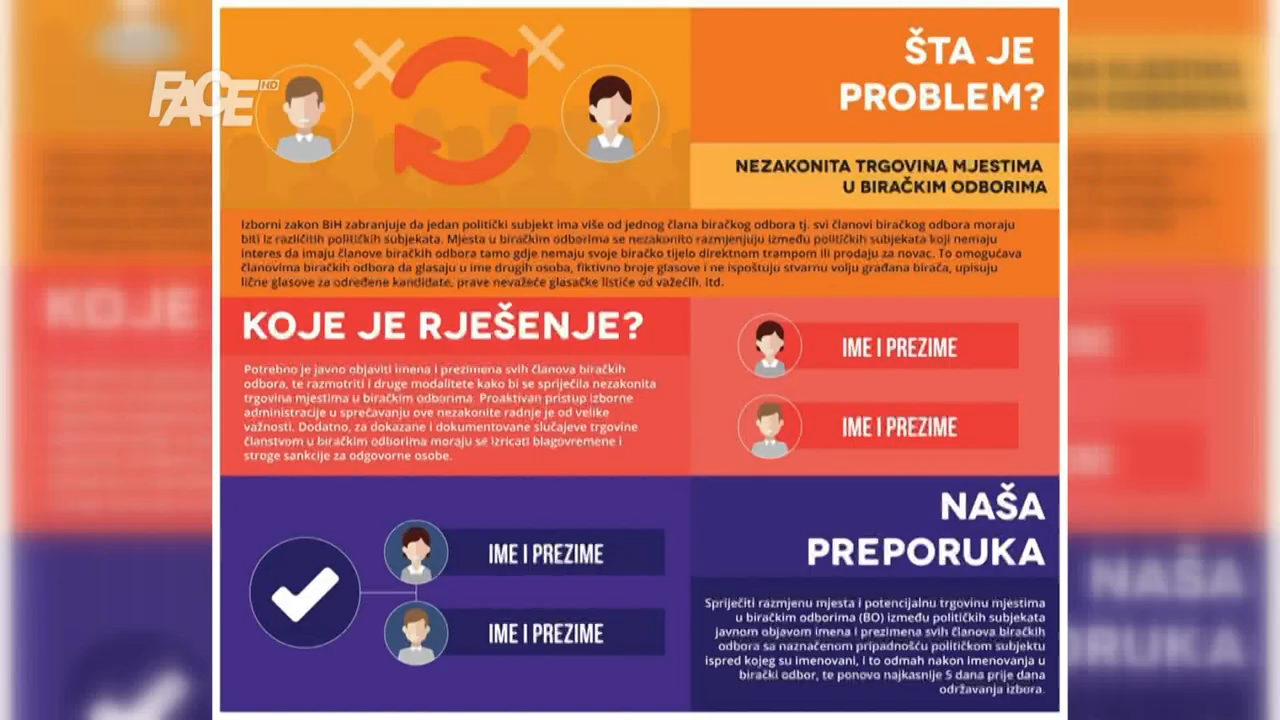 FACE HD
ŠTA JE
PROBLEM?
NEZAKONITA TRGOVINA MJESTIMA
U BIRAČKIM ODBORIMA
Izborni zakon BiH zabranjuje da jedan politički subjekt ima više od jednog člana biračkog odbora tj. svi članovi biračkog odbora moraju
biti iz različitih političkih subjekata. Mjesta u biračkim odborima se nezakonito razmjenjuju između političkih subjekata koji nemaju
interes da imaju članove biračkih odbora tamo gdje nemaju svoje biračko tijelo direktnom trampom ili prodaju za novac. To omogućava
članovima biračkih odbora da glasaju u ime drugih osoba, fiktivno broje glasove i ne ispoštuju stvarnu volju građana birača, upisuju
lične glasove za određene kandidate, prave nevažeće glasačke listiće od važećih, itd.
KOJE JE RJEŠENJE?
Potrebno je javno objaviti imena i prezimena svih članova biračkih
odbora, te razmotriti i druge modalitete kako bi se spriječila nezakonita
trgovina mjestima u biračkim odborima. Proaktivan pristup izborne
administracije u sprečavanju ove nezakonite radnje je od velike
važnosti. Dodatno, za dokazane i dokumentovane slučajeve trgovine
članstvom u biračkim odborima moraju se izricati blagovremene i
stroge sankcije za odgovorne osobe.
IME I PREZIME
IME I PREZIME
NAŠA
PREPORUKA
IME I PREZIME
IME I PREZIME
Spriječiti razmjenu mjesta i potencijalnu trgovinu mjestima
u biračkim odborima (BO) između političkih subjekata
javnom objavom imena i prezimena svih članova biračkih
odbora sa naznačenom pripadnošću političkom subjektu
ispred kojeg su imenovani, i to odmah nakon imenovanja u
birački odbor, te ponovo najkasnije 5 dana prije dana
održavanja izbora.